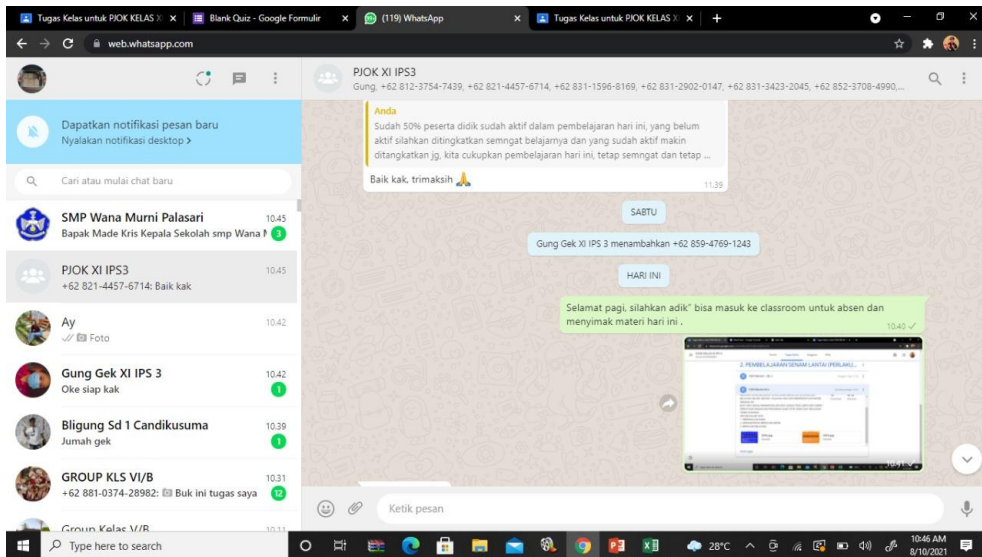 Tugas Kelas untuk PJOK KELAS X
Blank Quiz - Google Formulir
(119) WhatsApp
Tugas Kelas untuk PJOK KELAS X
web.whatsapp.com
PJOK XI IPS3
Gung, +62 812-3754-7439, +62 821-4457-6714, +62 831-1596-8169, +62 831-2902-0147, +62 831-3423-2045, +62 852-3708-4990,...
Dapatkan notifikasi pesan baru
Nyalakan notifikasi desktop >
Cari atau mulai chat baru
SMP Wana Murni Palasari 10.45
Bapak Made Kris Kepala Sekolah smp Wana 3
PJOK XI IPS3 10.45
+62 821-4457-6714: Baik kak
Ay 10.42
Foto
Gung Gek XI IPS 3 10.42
Oke siap kak 1
Bligung Sd 1 Candikusuma 10.39
Jumah gek 1
GROUP KLS VI/B 10.31
+62 881-0374-28982: Buk ini tugas saya 12
Group Kelas V/B 10.11
Anda
Sudah 50% peserta didik sudah aktif dalam pembelajaran hari ini, yang belum
aktif silahkan ditingkatkan semngat belajarnya dan yang sudah aktif makin
ditangkatkan jg, kita cukupkan pembelajaran hari ini, tetap semngat dan tetap ...
Baik kak, trimaksih 🙏 11.39
SABTU
Gung Gek XI IPS 3 menambahkan +62 859-4769-1243
HARI INI
Selamat pagi, silahkan adik" bisa masuk ke classroom untuk absen dan
menyimak materi hari ini . 10.40
2. PEMBELAJARAN SENAM LANTAI (PERLAKU...
10.41
Ketik pesan
Type here to search
28°C
10:46 AM
8/10/2021